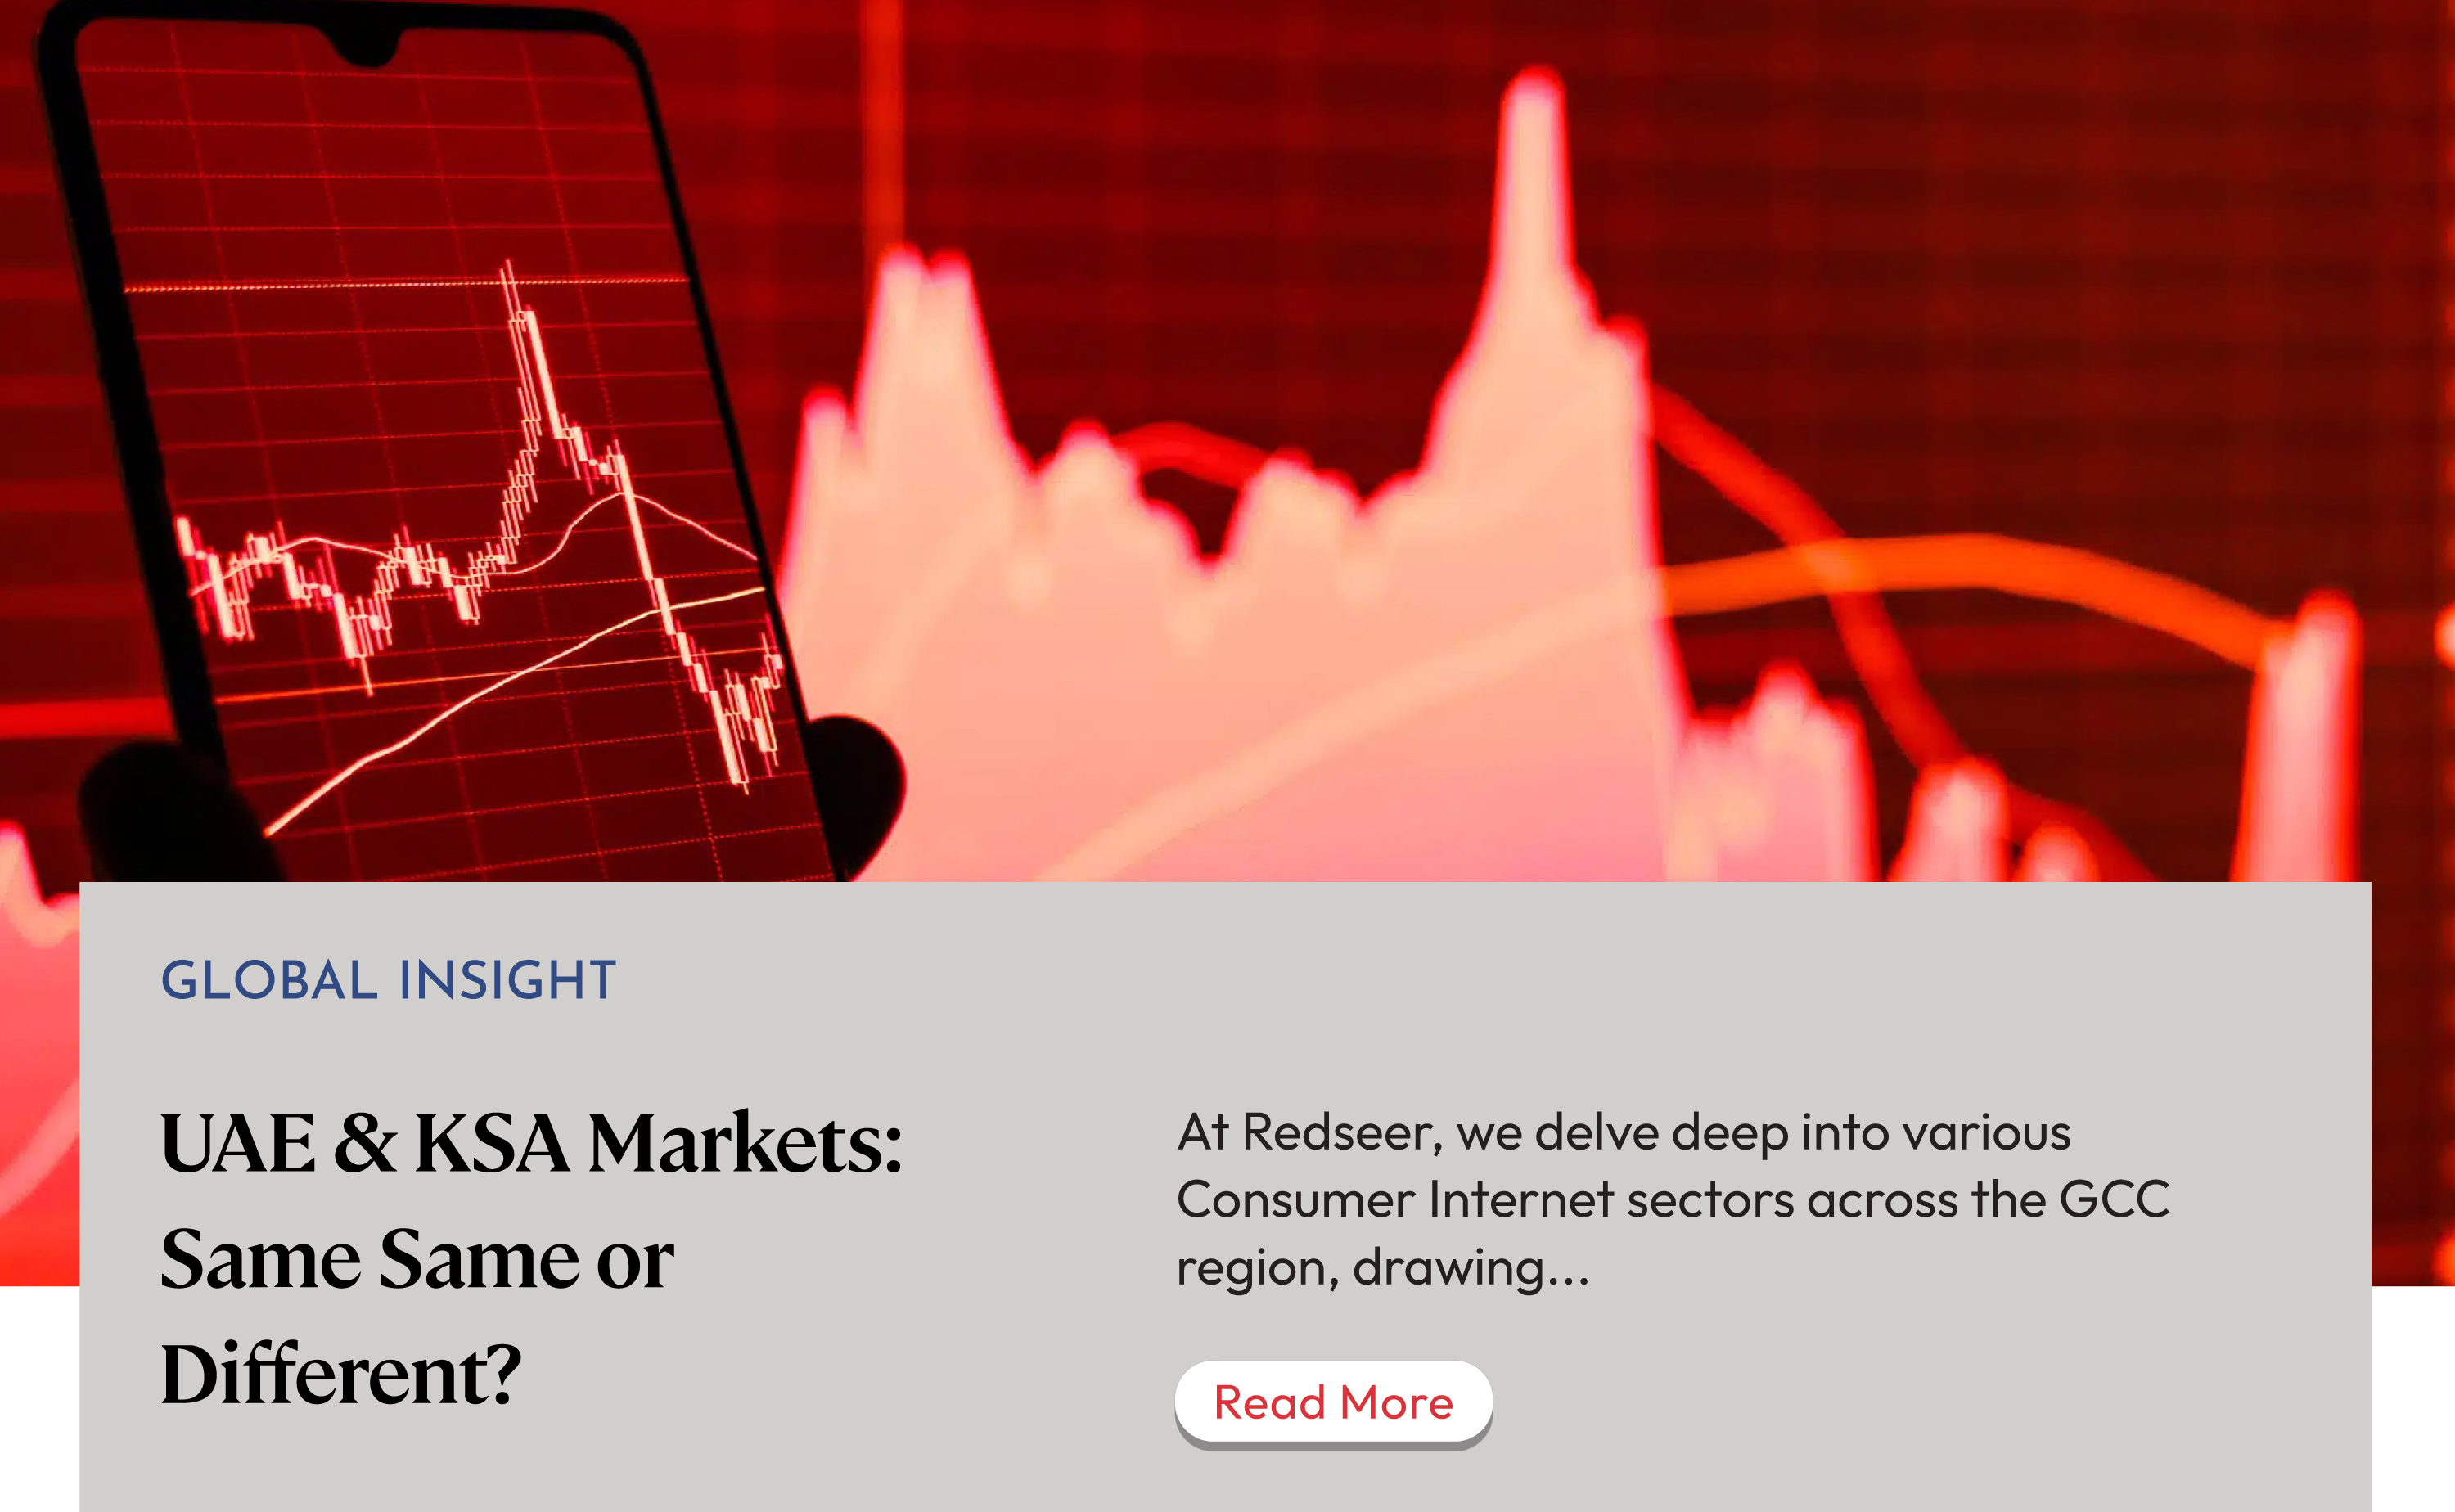 GLOBAL INSIGHT
UAE & KSA Markets:
Same Same or
Different?
At Redseer, we delve deep into various
Consumer Internet sectors across the GCC
region, drawing...
Read More